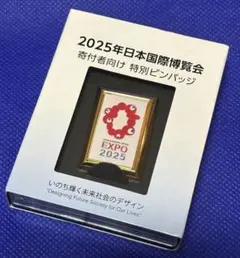 2025年日本国際博覧会
寄付者向け 特別ピンバッジ
EXPO
2025
いのち輝く未来社会のデザイン
"Designing Future Society for Our Lives"